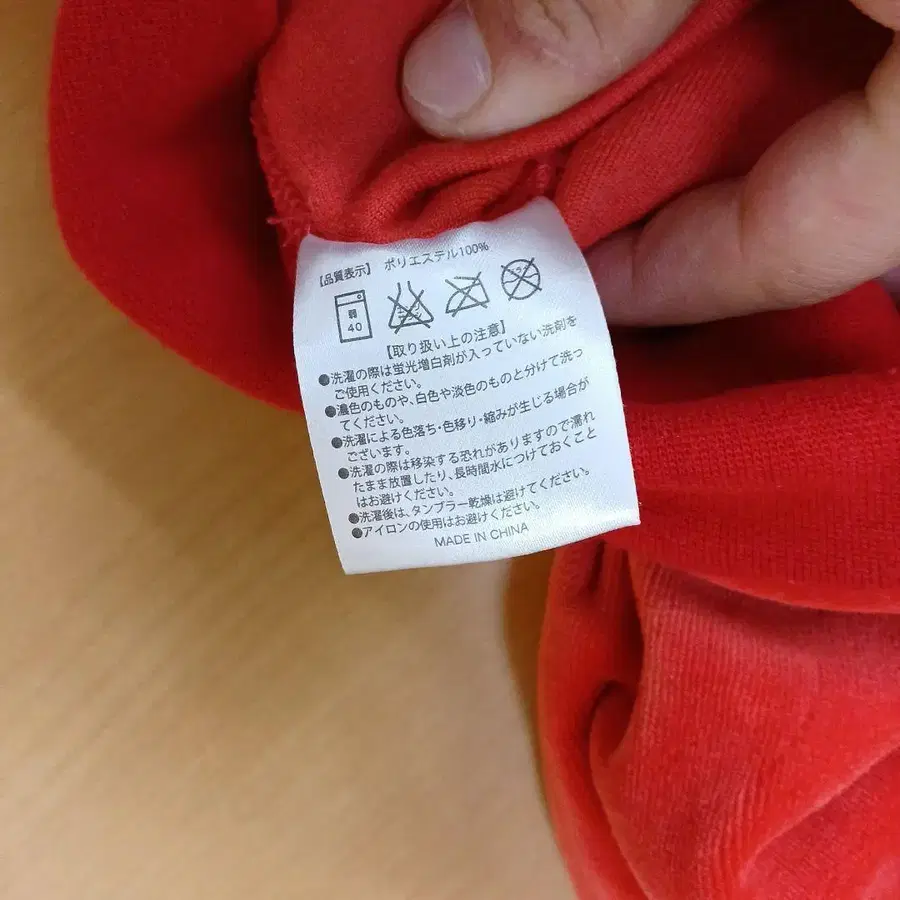 【品質表示】 ポリエステル100%
弱
40
【取り扱い上の注意】
●洗濯の際は蛍光増白剤が入っていない洗剤を
ご使用ください。
●濃色のものや、白色や淡色のものと分けて洗っ
てください。
●洗濯による色落ち・色移り・縮みが生じる場合が
ございます。
●洗濯の際は移染する恐れがありますので濡れ
たまま放置したり、長時間水につけておくこと
はお避けください。
●洗濯後は、タンブラー乾燥は避けてください。
●アイロンの使用はお避けください。
MADE IN CHINA